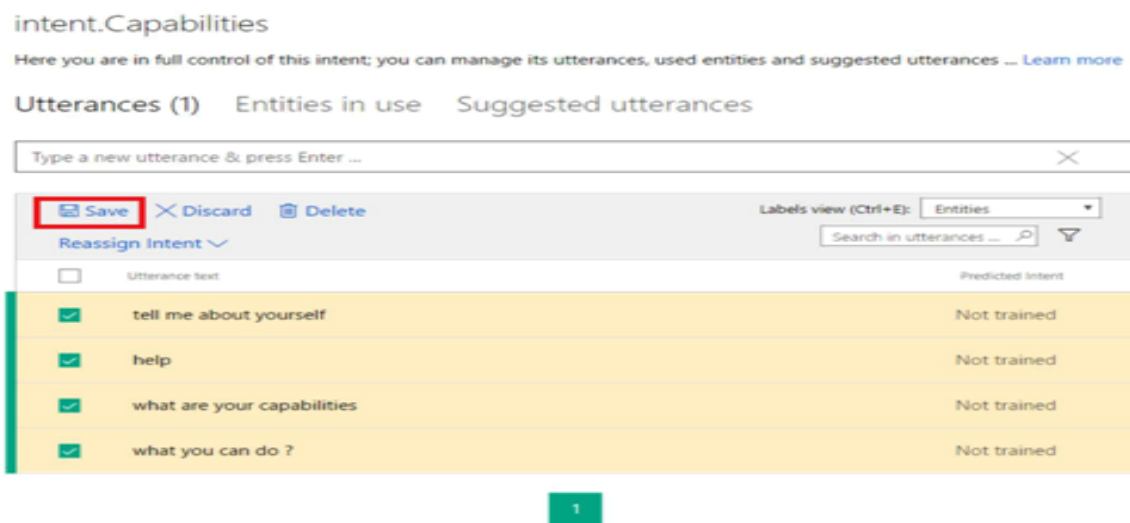 intent.Capabilities
Here you are in full control of this intent; you can manage its utterances, used entities and suggested utterances ... Learn more
Utterances (1) Entities in use Suggested utterances
Type a new utterance & press Enter ...
Save Discard Delete Labels view (Ctrl+E): Entities
Reassign Intent Search in utterances ...
Utterance text Predicted Intent
tell me about yourself Not trained
help Not trained
what are your capabilities Not trained
what you can do ? Not trained
1